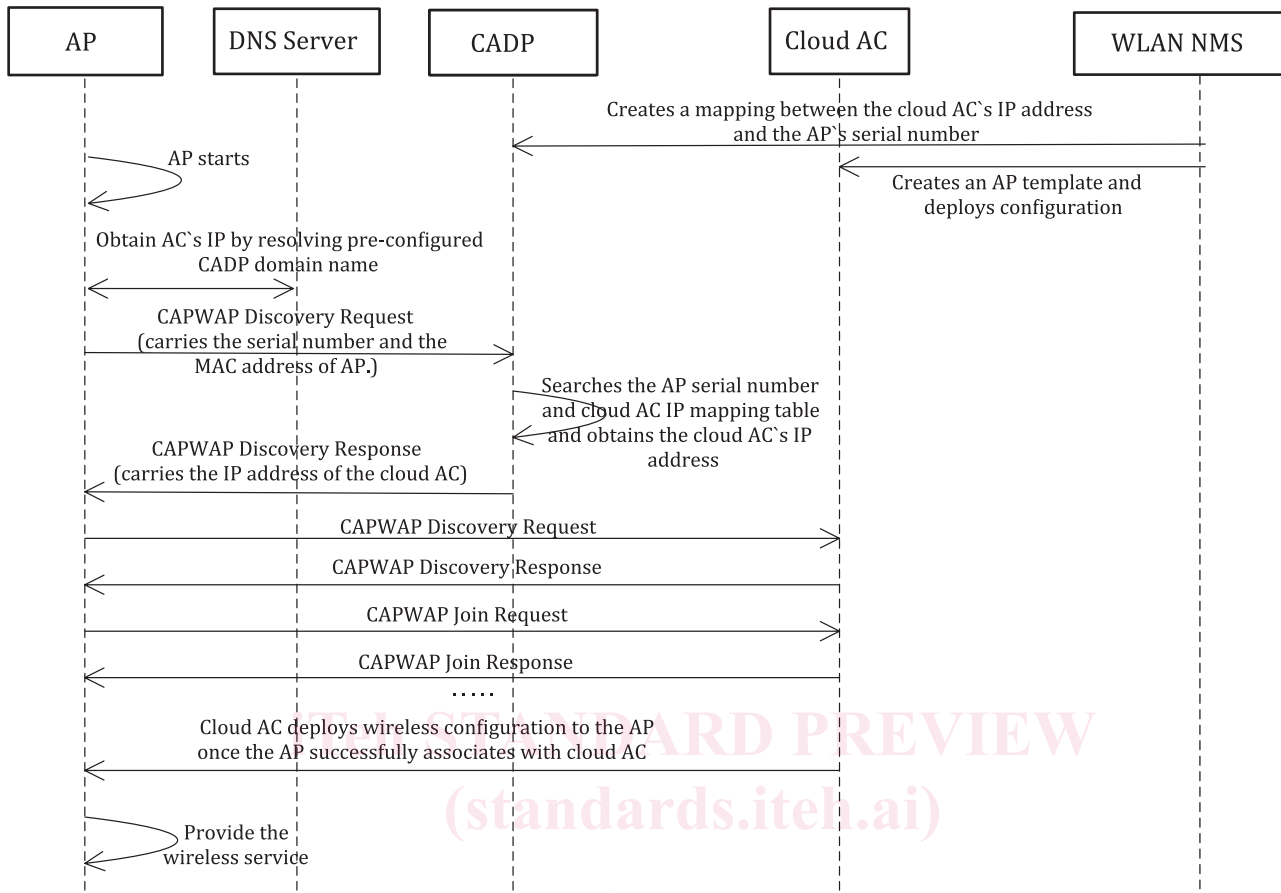 AP
DNS Server
CADP
Cloud AC
WLAN NMS
Creates a mapping between the cloud AC`s IP address
and the AP`s serial number
AP starts
Creates an AP template and
deploys configuration
Obtain AC`s IP by resolving pre-configured
CADP domain name
CAPWAP Discovery Request
(carries the serial number and the
MAC address of AP.)
Searches the AP serial number
and cloud AC IP mapping table
and obtains the cloud AC`s IP
address
CAPWAP Discovery Response
(carries the IP address of the cloud AC)
CAPWAP Discovery Request
CAPWAP Discovery Response
CAPWAP Join Request
CAPWAP Join Response
.....
Cloud AC deploys wireless configuration to the AP
once the AP successfully associates with cloud AC
iTeh STANDARD PREVIEW
(standards.iteh.ai)
Provide the
wireless service